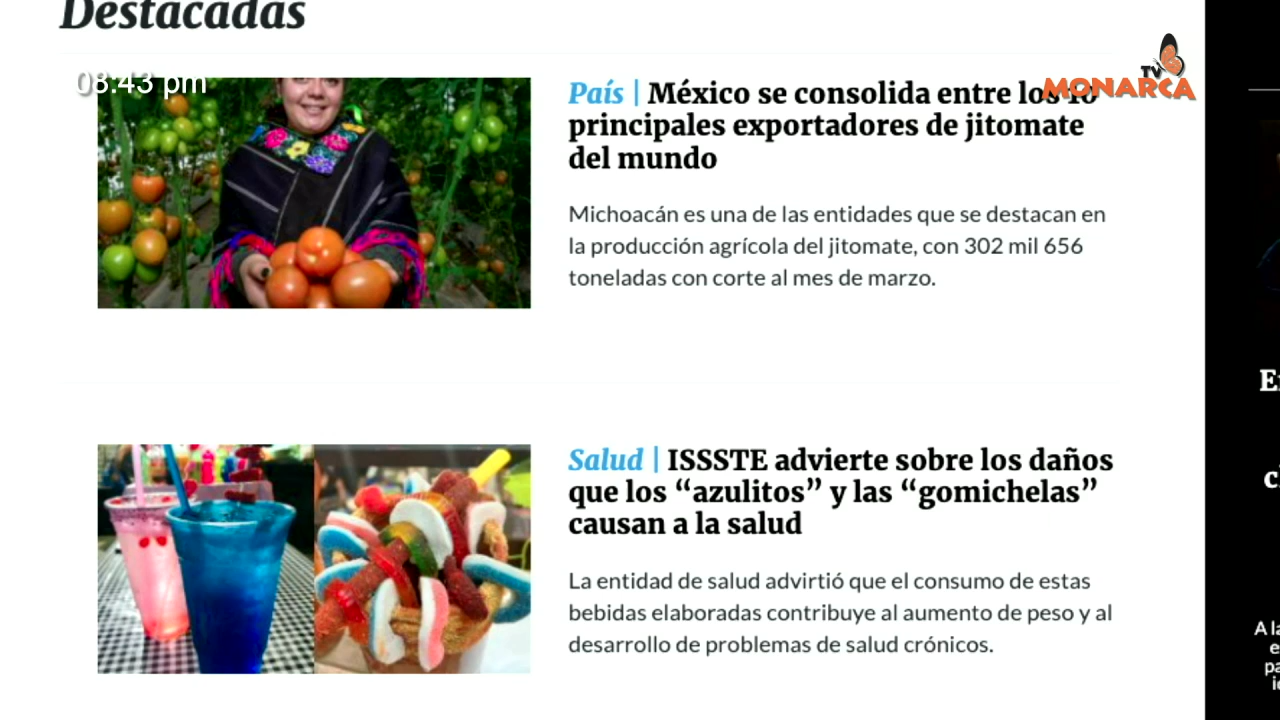 Destacadas
08:43 pm
TV
MONARCA
País | México se consolida entre los 10
principales exportadores de jitomate
del mundo
Michoacán es una de las entidades que se destacan en
la producción agrícola del jitomate, con 302 mil 656
toneladas con corte al mes de marzo.
Salud | ISSSTE advierte sobre los daños
que los “azulitos” y las “gomichelas”
causan a la salud
La entidad de salud advirtió que el consumo de estas
bebidas elaboradas contribuye al aumento de peso y al
desarrollo de problemas de salud crónicos.
A la